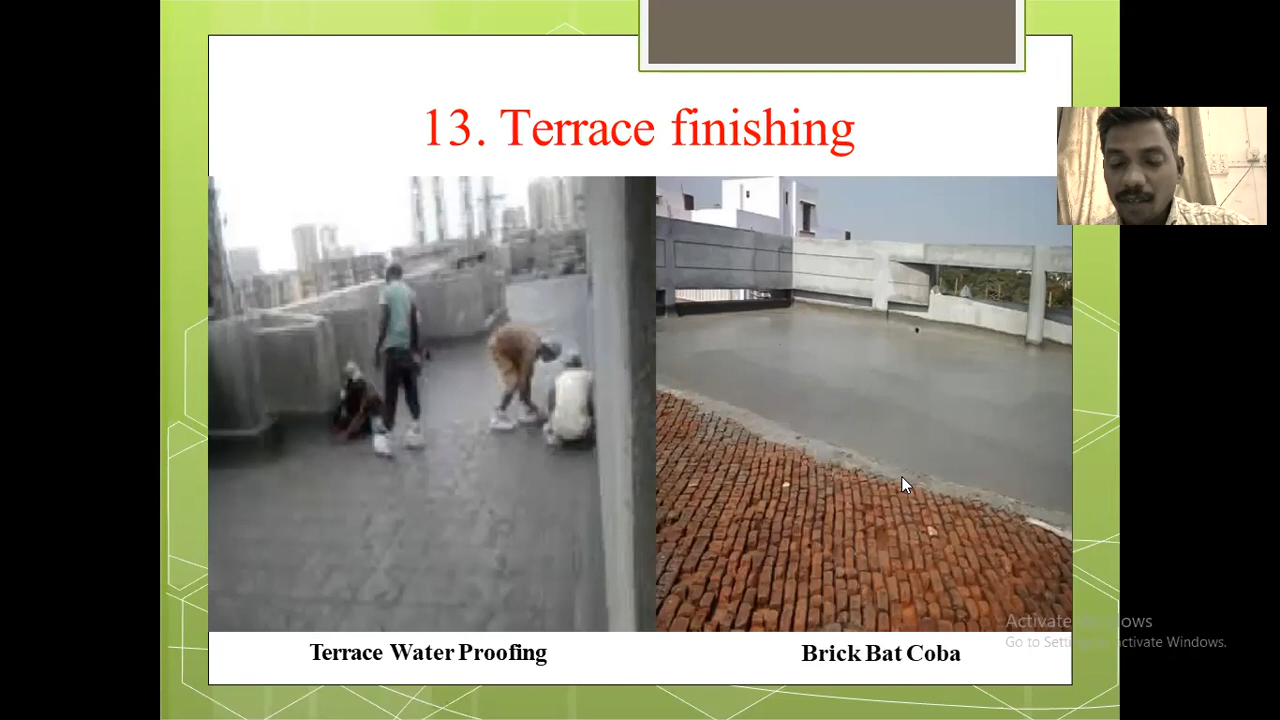 13. Terrace finishing
Terrace Water Proofing
Brick Bat Coba
Activate Windows
Go to Settings to activate Windows.